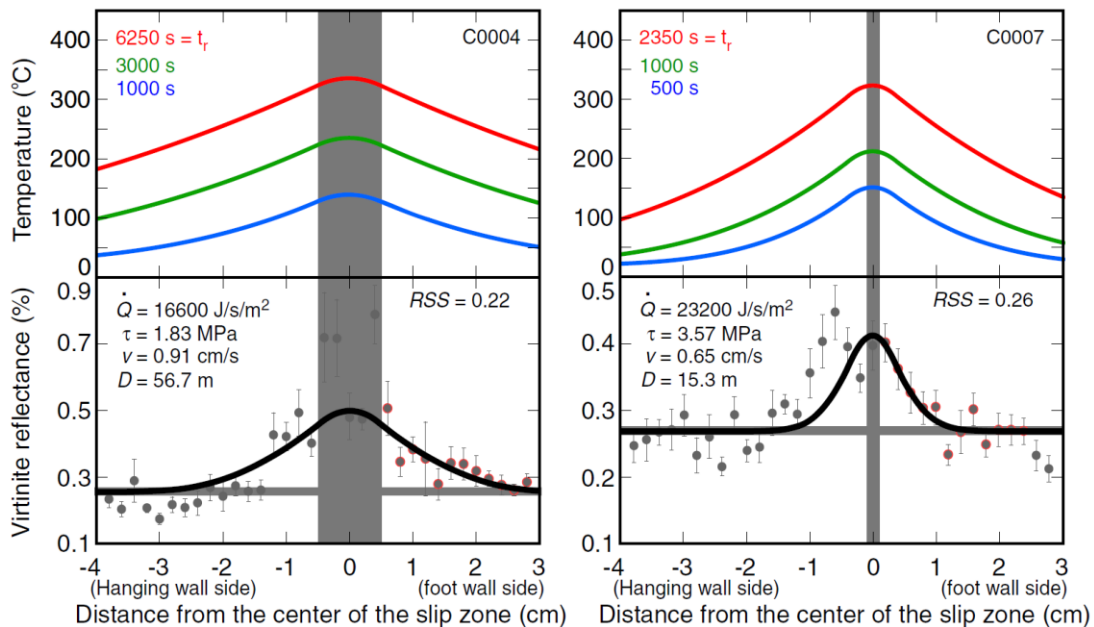 400
300
200
100
0
Temperature (℃)
6250 s = tr
3000 s
1000 s
C0004
400
300
200
100
0
2350 s = tr
1000 s
500 s
C0007
0.9
0.7
0.5
0.3
0.1
Virtinite reflectance (%)
Q̇ = 16600 J/s/m²
τ = 1.83 MPa
v = 0.91 cm/s
D = 56.7 m
RSS = 0.22
0.5
0.4
0.3
0.2
0.1
Q̇ = 23200 J/s/m²
τ = 3.57 MPa
v = 0.65 cm/s
D = 15.3 m
RSS = 0.26
-4 -3 -2 -1 0 1 2 3
(Hanging wall side) (foot wall side)
Distance from the center of the slip zone (cm)
-4 -3 -2 -1 0 1 2 3
(Hanging wall side) (foot wall side)
Distance from the center of the slip zone (cm)